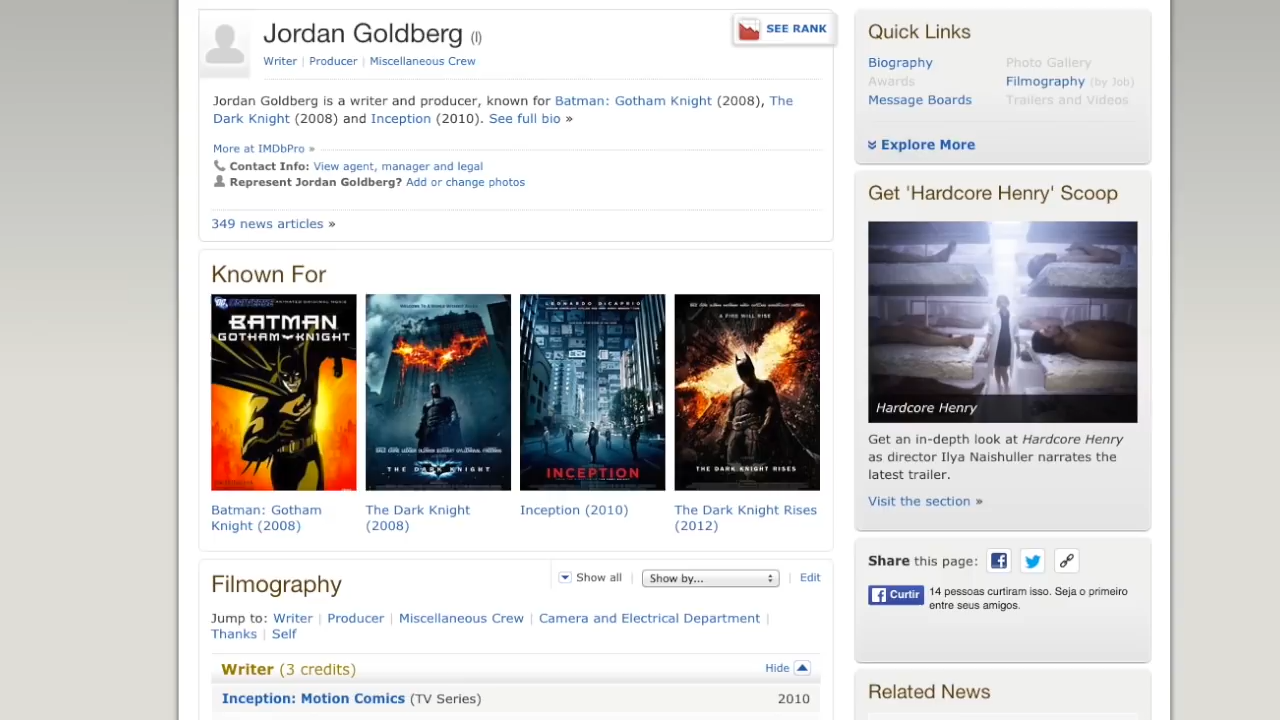 Jordan Goldberg (I)
SEE RANK
Writer | Producer | Miscellaneous Crew
Jordan Goldberg is a writer and producer, known for Batman: Gotham Knight (2008), The
Dark Knight (2008) and Inception (2010). See full bio »
More at IMDbPro »
Contact Info: View agent, manager and legal
Represent Jordan Goldberg? Add or change photos
349 news articles »
Known For
BATMAN
GOTHAM KNIGHT
THE DARK KNIGHT
LEONARDO DiCAPRIO
INCEPTION
A FIRE WILL RISE
THE DARK KNIGHT RISES
Batman: Gotham
Knight (2008)
The Dark Knight
(2008)
Inception (2010)
The Dark Knight Rises
(2012)
Filmography
Show all | Show by... | Edit
Jump to: Writer | Producer | Miscellaneous Crew | Camera and Electrical Department |
Thanks | Self
Writer (3 credits)
Hide
Inception: Motion Comics (TV Series)
2010
Quick Links
Biography
Photo Gallery
Awards
Filmography (by Job)
Message Boards
Trailers and Videos
Explore More
Get 'Hardcore Henry' Scoop
Hardcore Henry
Get an in-depth look at Hardcore Henry
as director Ilya Naishuller narrates the
latest trailer.
Visit the section »
Share this page:
Curtir
14 pessoas curtiram isso. Seja o primeiro
entre seus amigos.
Related News